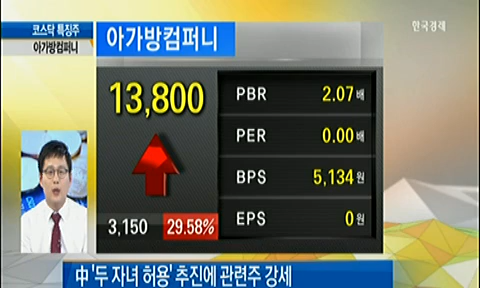 코스닥 특징주
아가방컴퍼니
아가방컴퍼니
한국경제
13,800
PBR 2.07배
PER 0.00배
BPS 5,134원
EPS 0원
3,150 29.58%
中 '두 자녀 허용' 추진에 관련주 강세